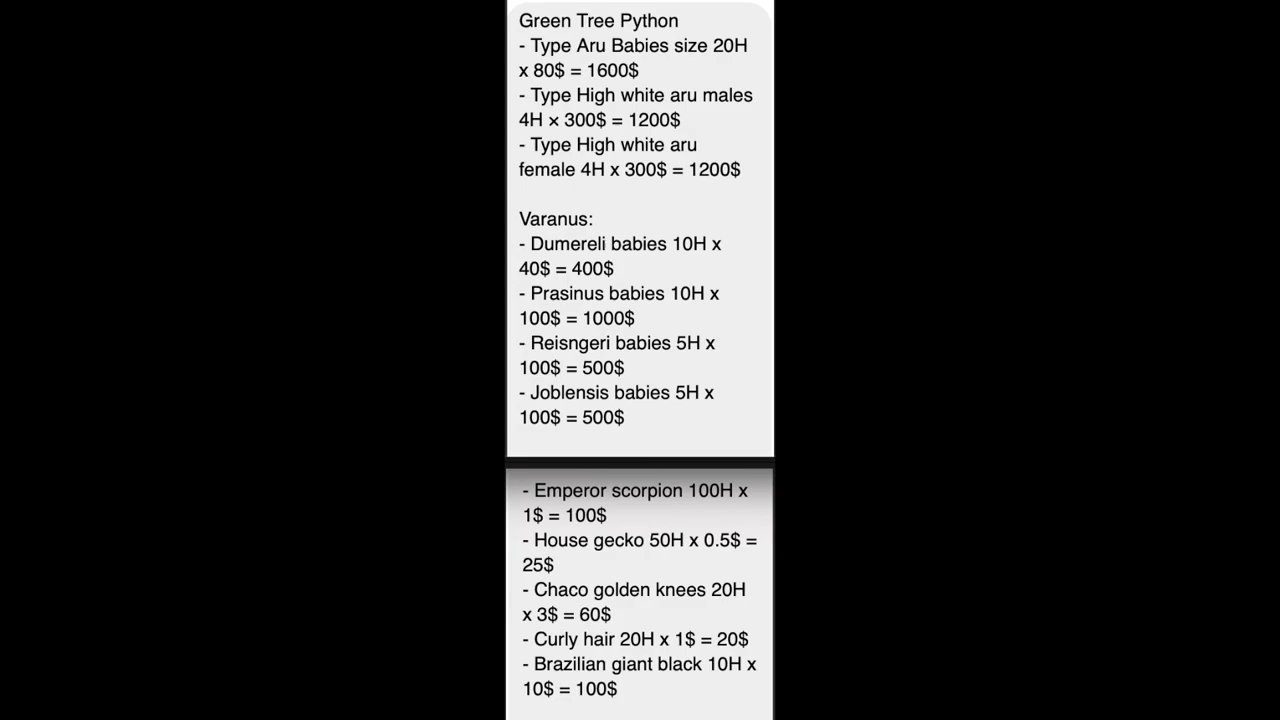 Green Tree Python
- Type Aru Babies size 20H
x 80$ = 1600$
- Type High white aru males
4H × 300$ = 1200$
- Type High white aru
female 4H x 300$ = 1200$
Varanus:
- Dumereli babies 10H x
40$ = 400$
- Prasinus babies 10H x
100$ = 1000$
- Reisngeri babies 5H x
100$ = 500$
- Joblensis babies 5H x
100$ = 500$
- Emperor scorpion 100H x
1$ = 100$
- House gecko 50H x 0.5$ =
25$
- Chaco golden knees 20H
x 3$ = 60$
- Curly hair 20H x 1$ = 20$
- Brazilian giant black 10H x
10$ = 100$